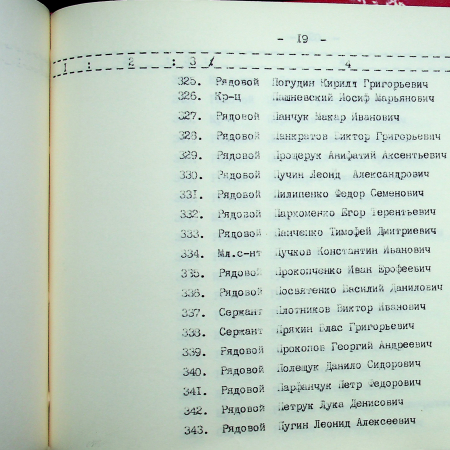 - 19 -
1 : 2 : 3 / 4
325. Рядовой Погудин Кирилл Григорьевич
326. Кр-ц Пашневский Иосиф Марьянович
327. Рядовой Панчук Макар Иванович
328. Рядовой Панкратов Виктор Григорьевич
329. Рядовой Процерук Анифатий Аксентьевич
330. Рядовой Пучин Леонд Александрович
331. Рядовой Пилипенко Федор Семенович
332. Рядовой Пархоменко Егор Терентьевич
333. Рядовой Панченко Тимофей Дмитриевич
334. Мл.с-нт Пучков Константин Иванович
335. Рядовой Прокопченко Иван Ерофеевич
336. Рядовой Посвятенко Василий Данилович
337. Сержант Плотников Виктор Иванович
338. Сержант Пряхин Влас Григорьевич
339. Рядовой Прокопов Георгий Андреевич
340. Рядовой Полещук Данило Сидорович
341. Рядовой Парфанчук Петр Федорович
342. Рядовой Петрук Лука Денисович
343. Рядовой Пугин Леонид Алексеевич